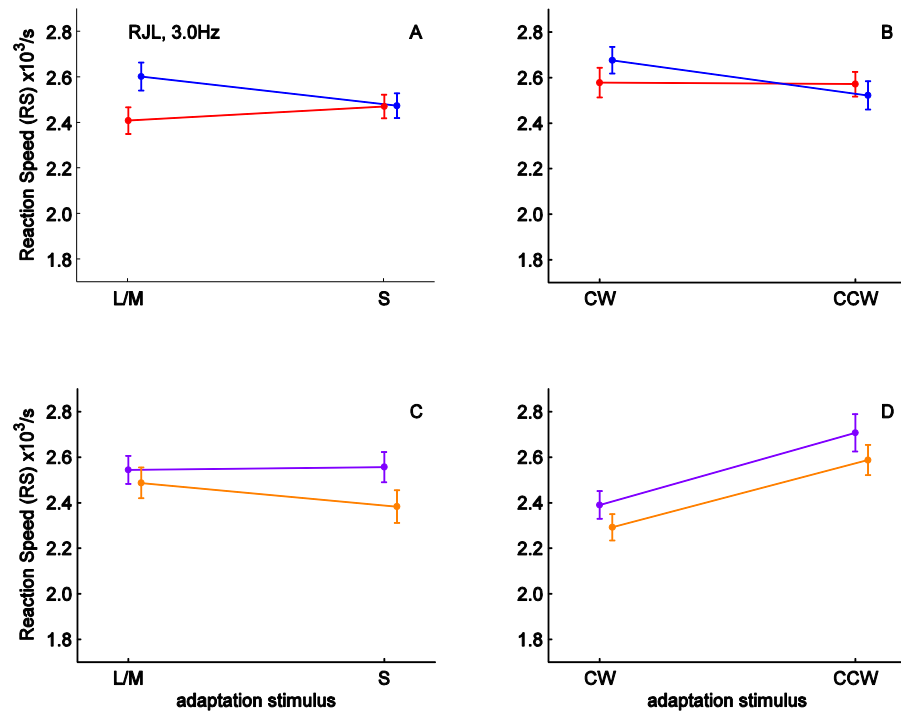 RJL, 3.0Hz
A
Reaction Speed (RS) x10³/s
2.8
2.6
2.4
2.2
2.0
1.8
L/M
S
B
2.8
2.6
2.4
2.2
2.0
1.8
CW
CCW
C
Reaction Speed (RS) x10³/s
2.8
2.6
2.4
2.2
2.0
1.8
L/M
S
adaptation stimulus
D
2.8
2.6
2.4
2.2
2.0
1.8
CW
CCW
adaptation stimulus